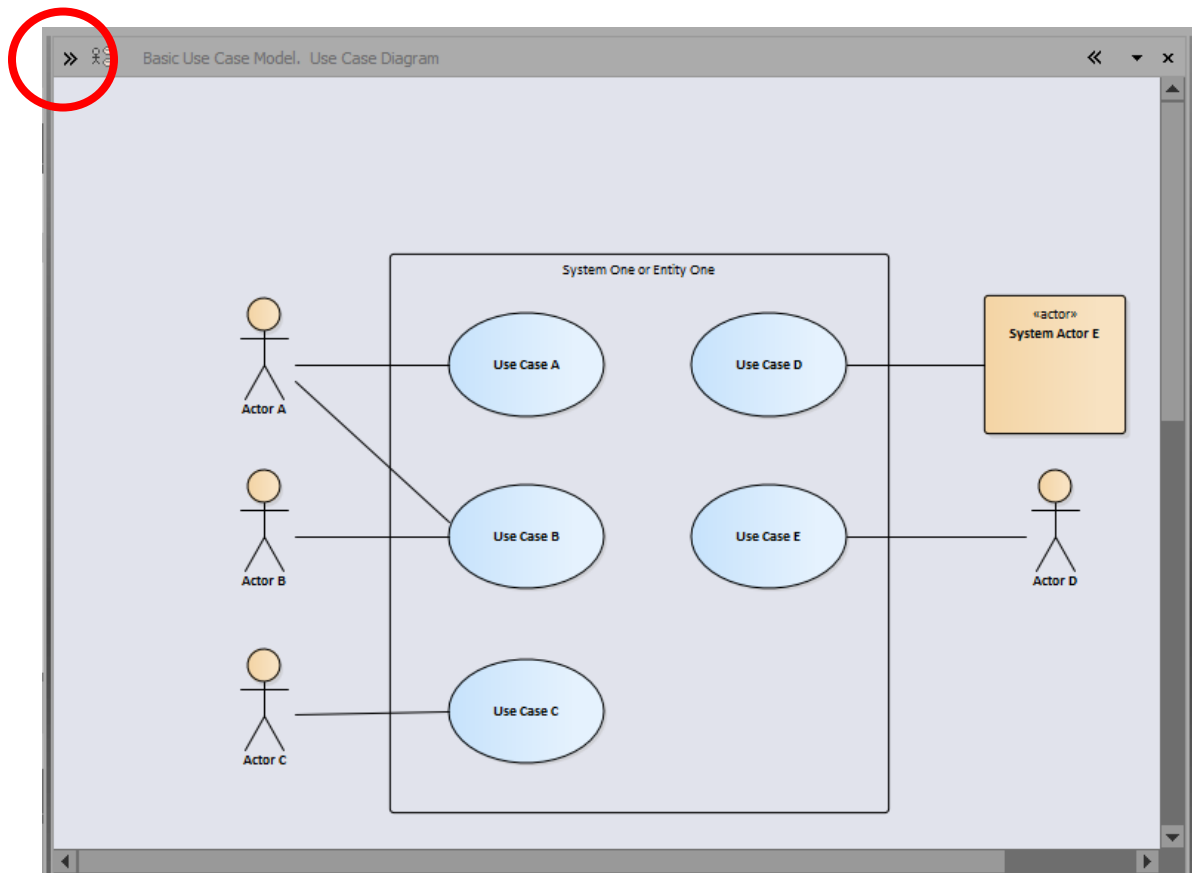 Basic Use Case Model. Use Case Diagram
System One or Entity One
Use Case A
Use Case D
«actor»
System Actor E
Actor A
Use Case B
Use Case E
Actor B
Actor D
Use Case C
Actor C